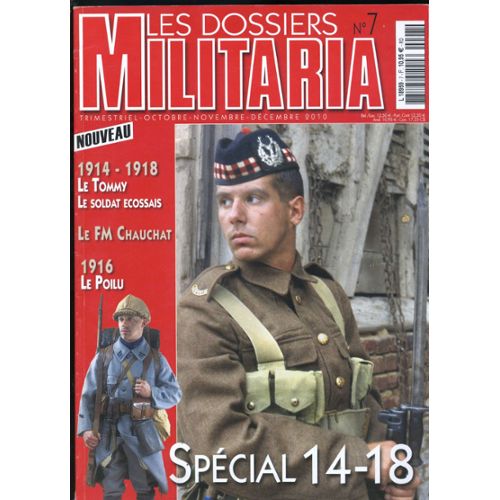 LES DOSSIERS
N° 7
MILITARIA
TRIMESTRIEL - OCTOBRE - NOVEMBRE - DÉCEMBRE 2010
NOUVEAU
1914 - 1918
LE TOMMY
LE SOLDAT ECOSSAIS
LE FM CHAUCHAT
1916
LE POILU
SPÉCIAL 14-18